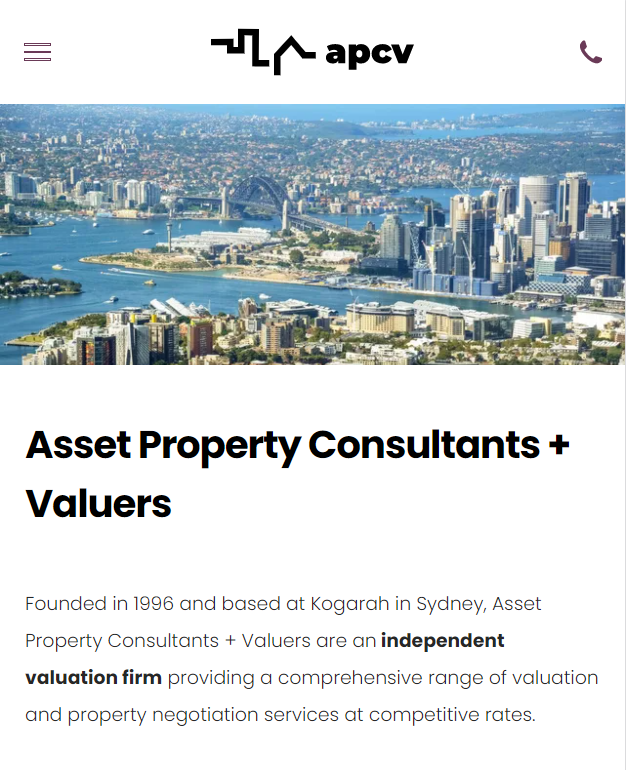 apcv
Asset Property Consultants +
Valuers
Founded in 1996 and based at Kogarah in Sydney, Asset
Property Consultants + Valuers are an independent
valuation firm providing a comprehensive range of valuation
and property negotiation services at competitive rates.